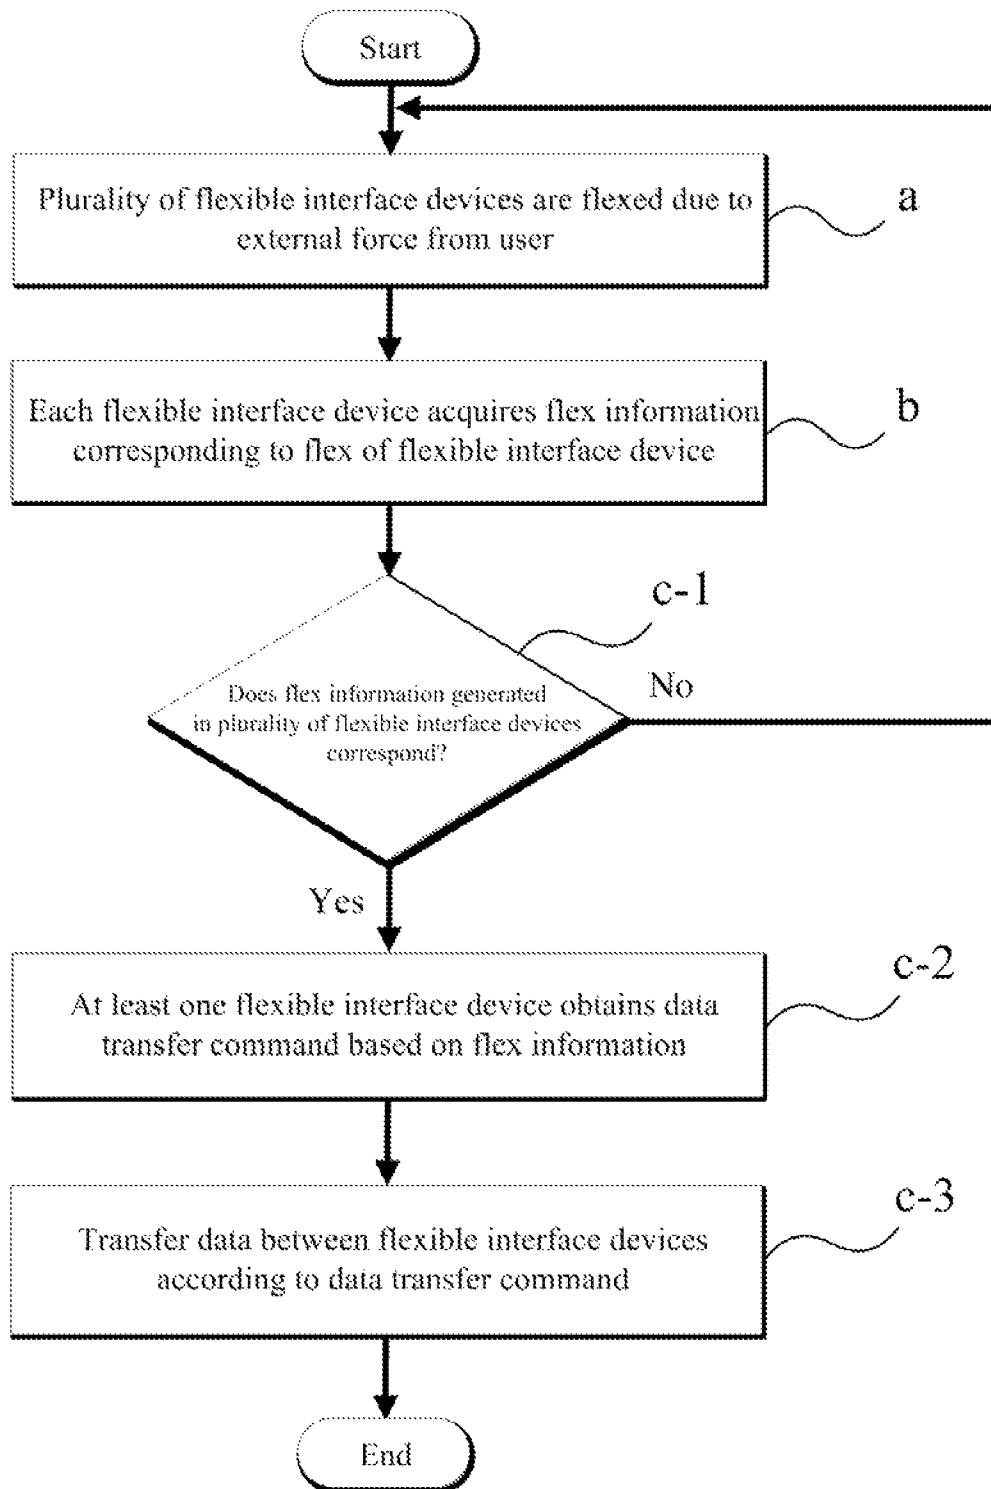 Start
Plurality of flexible interface devices are flexed due to
external force from user
a
Each flexible interface device acquires flex information
corresponding to flex of flexible interface device
b
c-1
Does flex information generated
in plurality of flexible interface devices
correspond?
No
Yes
At least one flexible interface device obtains data
transfer command based on flex information
c-2
Transfer data between flexible interface devices
according to data transfer command
c-3
End